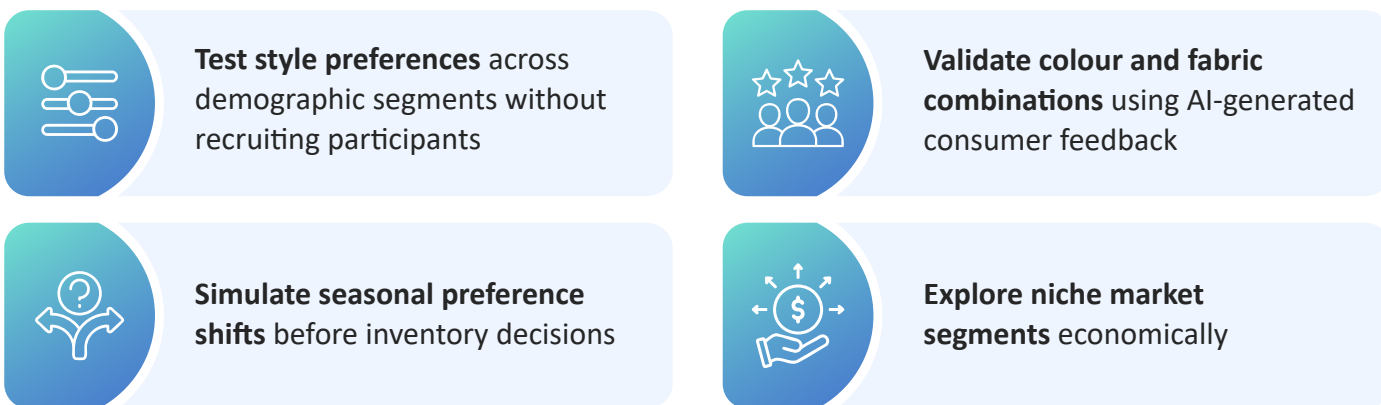 Test style preferences across
demographic segments without
recruiting participants
Validate colour and fabric
combinations using AI-generated
consumer feedback
Simulate seasonal preference
shifts before inventory decisions
Explore niche market
segments economically